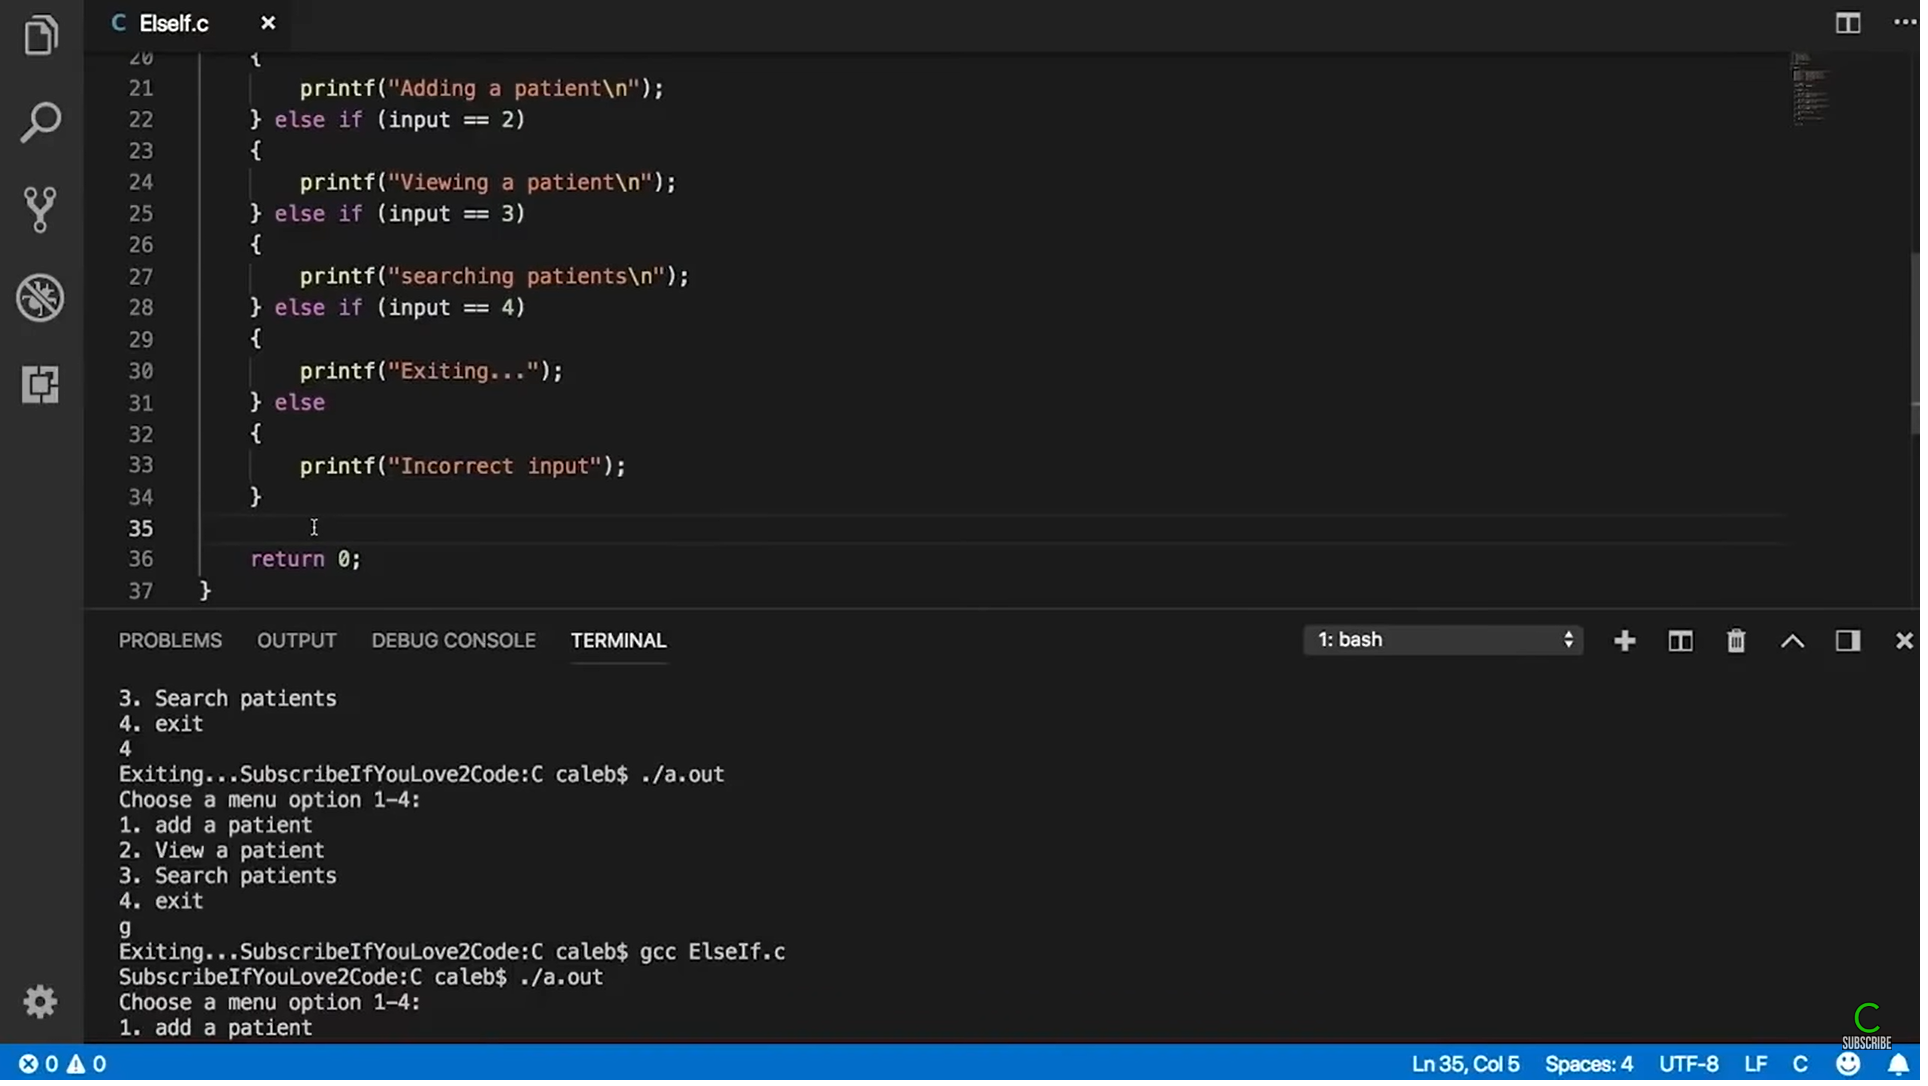 C ElseIf.c ×
20 {
21 printf("Adding a patient\n");
22 } else if (input == 2)
23 {
24 printf("Viewing a patient\n");
25 } else if (input == 3)
26 {
27 printf("searching patients\n");
28 } else if (input == 4)
29 {
30 printf("Exiting...");
31 } else
32 {
33 printf("Incorrect input");
34 }
35
36 return 0;
37 }
PROBLEMS OUTPUT DEBUG CONSOLE TERMINAL 1: bash
3. Search patients
4. exit
4
Exiting...SubscribeIfYouLove2Code:C caleb$ ./a.out
Choose a menu option 1-4:
1. add a patient
2. View a patient
3. Search patients
4. exit
g
Exiting...SubscribeIfYouLove2Code:C caleb$ gcc ElseIf.c
SubscribeIfYouLove2Code:C caleb$ ./a.out
Choose a menu option 1-4:
1. add a patient
C
SUBSCRIBE
0 0 Ln 35, Col 5 Spaces: 4 UTF-8 LF C